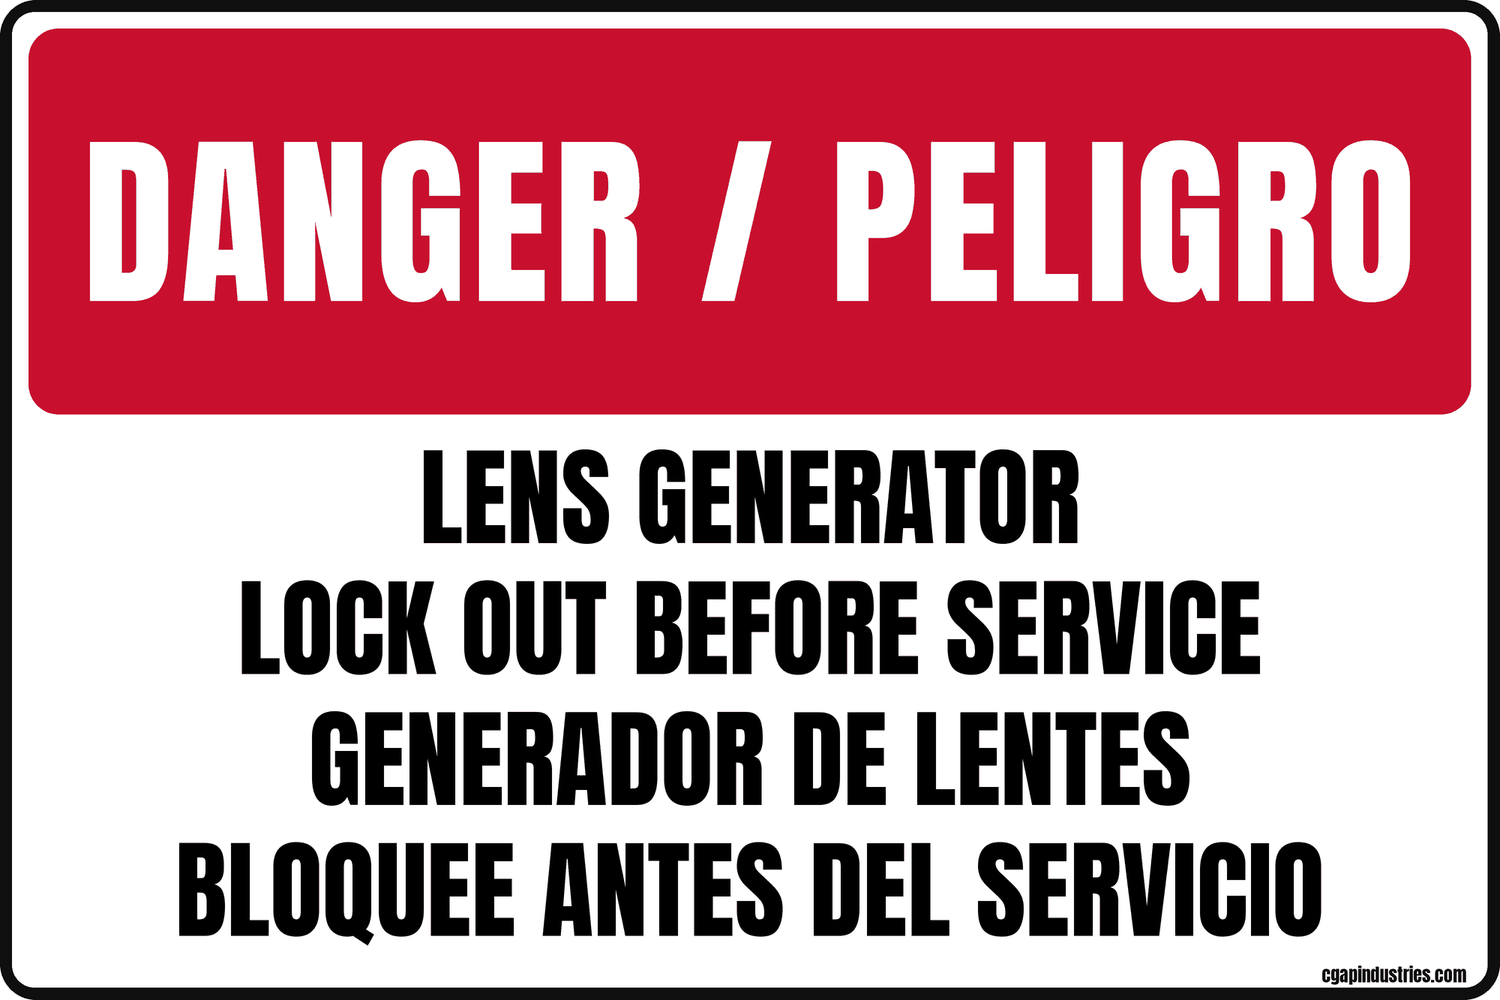 DANGER / PELIGRO
LENS GENERATOR
LOCK OUT BEFORE SERVICE
GENERADOR DE LENTES
BLOQUEE ANTES DEL SERVICIO
cgapindustries.com